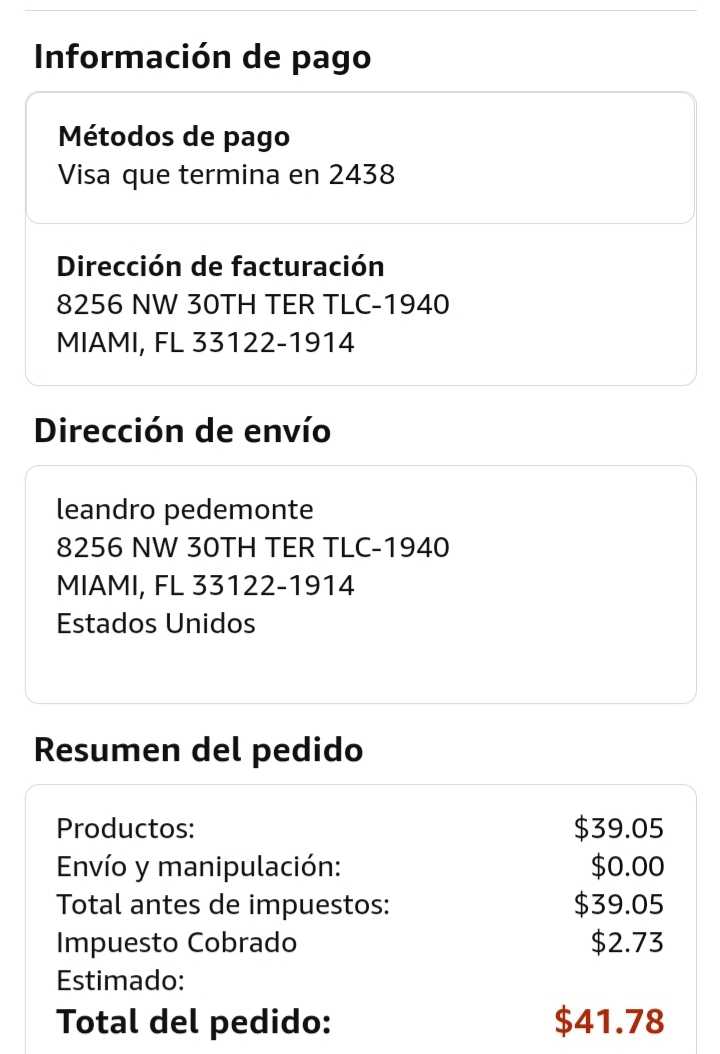 Información de pago
Métodos de pago
Visa que termina en 2438
Dirección de facturación
8256 NW 30TH TER TLC-1940
MIAMI, FL 33122-1914
Dirección de envío
leandro pedemonte
8256 NW 30TH TER TLC-1940
MIAMI, FL 33122-1914
Estados Unidos
Resumen del pedido
Productos: $39.05
Envío y manipulación: $0.00
Total antes de impuestos: $39.05
Impuesto Cobrado $2.73
Estimado:
Total del pedido: $41.78